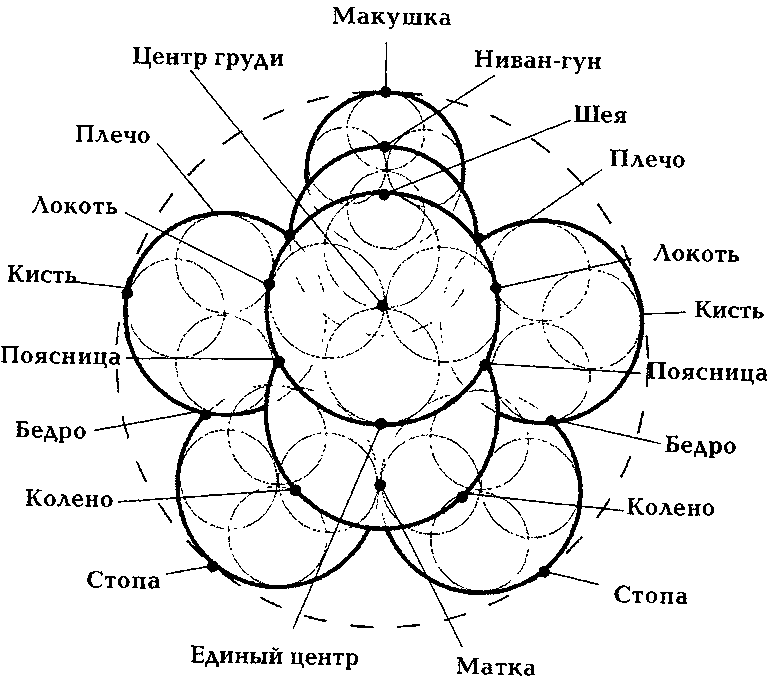 Макушка
Центр груди
Ниван-гун
Шея
Плечо
Плечо
Локоть
Локоть
Кисть
Кисть
Поясница
Поясница
Бедро
Бедро
Колено
Колено
Стопа
Стопа
Единый центр
Матка